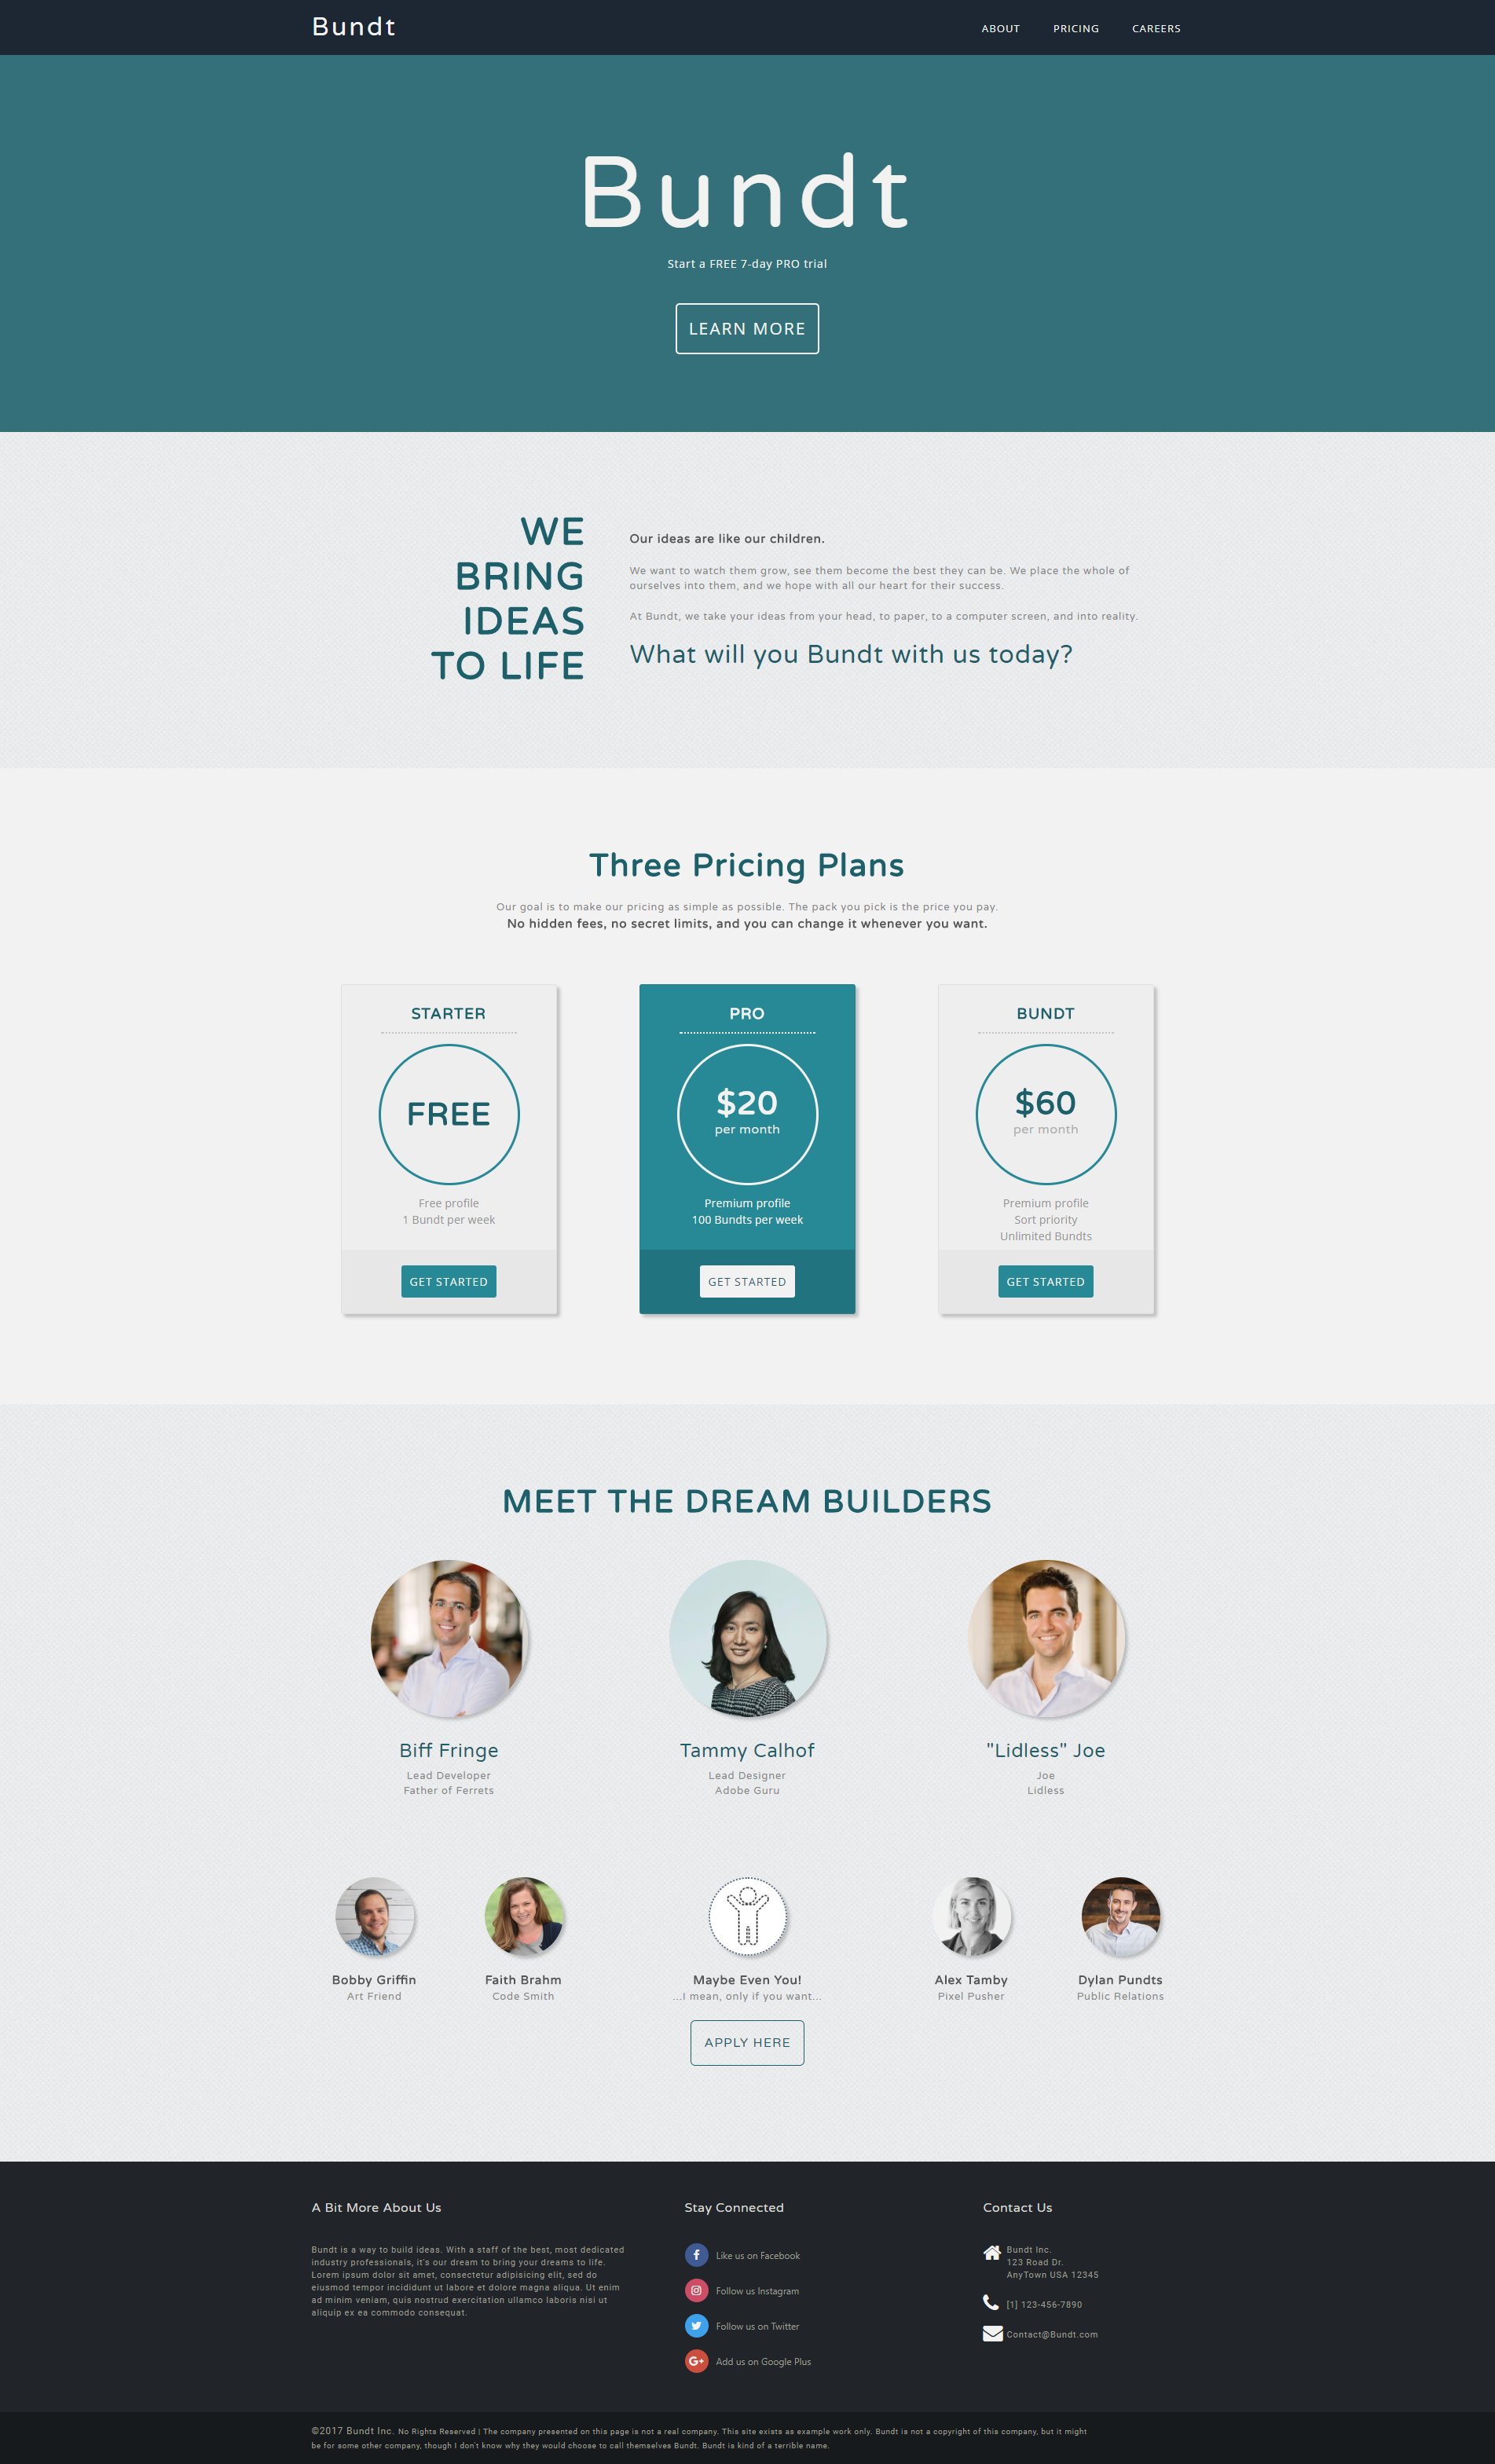 Bundt
ABOUT PRICING CAREERS
Bundt
Start a FREE 7-day PRO trial
LEARN MORE
WE
BRING
IDEAS
TO LIFE
Our ideas are like our children.
We want to watch them grow, see them become the best they can be. We place the whole of
ourselves into them, and we hope with all our heart for their success.
At Bundt, we take your ideas from your head, to paper, to a computer screen, and into reality.
What will you Bundt with us today?
Three Pricing Plans
Our goal is to make our pricing as simple as possible. The pack you pick is the price you pay.
No hidden fees, no secret limits, and you can change it whenever you want.
STARTER
FREE
Free profile
1 Bundt per week
GET STARTED
PRO
$20
per month
Premium profile
100 Bundts per week
GET STARTED
BUNDT
$60
per month
Premium profile
Sort priority
Unlimited Bundts
GET STARTED
MEET THE DREAM BUILDERS
Biff Fringe
Lead Developer
Father of Ferrets
Tammy Calhof
Lead Designer
Adobe Guru
"Lidless" Joe
Joe
Lidless
Bobby Griffin
Art Friend
Faith Brahm
Code Smith
Maybe Even You!
...I mean, only if you want...
APPLY HERE
Alex Tamby
Pixel Pusher
Dylan Pundts
Public Relations
A Bit More About Us
Bundt is a way to build ideas. With a staff of the best, most dedicated
industry professionals, it's our dream to bring your dreams to life.
Lorem ipsum dolor sit amet, consectetur adipisicing elit, sed do
eiusmod tempor incididunt ut labore et dolore magna aliqua. Ut enim
ad minim veniam, quis nostrud exercitation ullamco laboris nisi ut
aliquip ex ea commodo consequat.
Stay Connected
Like us on Facebook
Follow us Instagram
Follow us on Twitter
Add us on Google Plus
Contact Us
Bundt Inc.
123 Road Dr.
AnyTown USA 12345
[1] 123-456-7890
Contact@Bundt.com
©2017 Bundt Inc. No Rights Reserved | The company presented on this page is not a real company. This site exists as example work only. Bundt is not a copyright of this company, but it might
be for some other company, though I don't know why they would choose to call themselves Bundt. Bundt is kind of a terrible name.